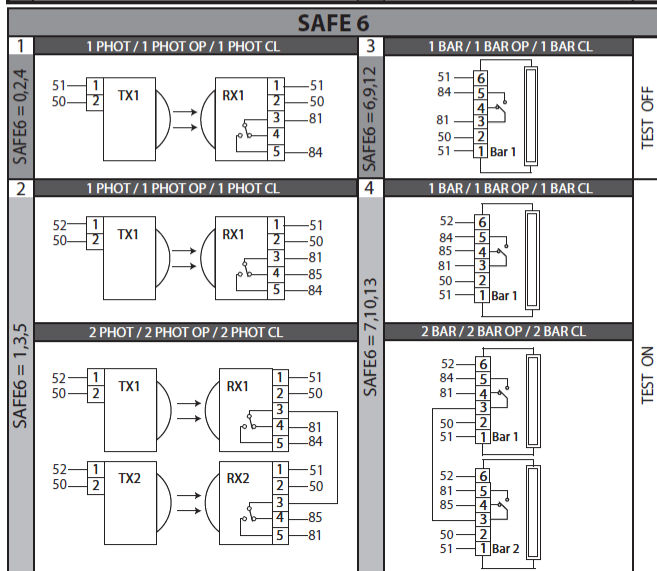 SAFE 6
1
1 PHOT / 1 PHOT OP / 1 PHOT CL
SAFE6 = 0,2,4
51 1
50 2
TX1
RX1
1 51
2 50
3 81
4
5 84
3
1 BAR / 1 BAR OP / 1 BAR CL
SAFE6 = 6,9,12
51 6
84 5
4
81 3
50 2
51 1 Bar 1
TEST OFF
2
1 PHOT / 1 PHOT OP / 1 PHOT CL
SAFE6 = 1,3,5
52 1
50 2
TX1
RX1
1 51
2 50
3 81
4 85
5 84
2 PHOT / 2 PHOT OP / 2 PHOT CL
52 1
50 2
TX1
RX1
1 51
2 50
3
4 81
5 84
52 1
50 2
TX2
RX2
1 51
2 50
3
4 85
5 81
4
1 BAR / 1 BAR OP / 1 BAR CL
SAFE6 = 7,10,13
52 6
84 5
85 4
81 3
50 2
51 1 Bar 1
2 BAR / 2 BAR OP / 2 BAR CL
52 6
84 5
81 4
3
50 2
51 1 Bar 1
52 6
81 5
85 4
3
50 2
51 1 Bar 2
TEST ON